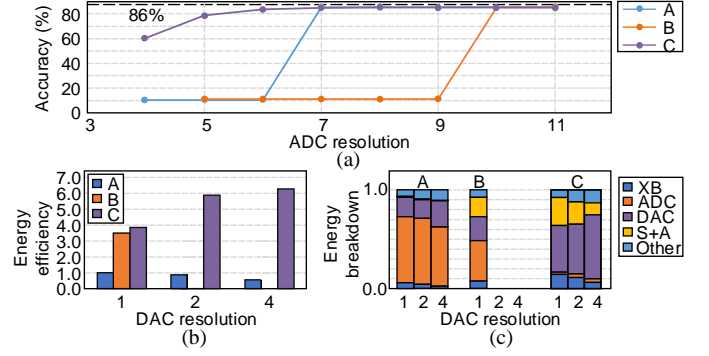 80
60
40
20
0
Accuracy (%)
86%
3
5
7
9
11
ADC resolution
A
B
C
(a)
7.0
6.0
5.0
4.0
3.0
2.0
1.0
0.0
Energy
efficiency
A
B
C
1
2
4
DAC resolution
(b)
1.0
0.0
Energy
breakdown
A
B
C
1 2 4 1 2 4 1 2 4
DAC resolution
(c)
XB
ADC
DAC
S+A
Other